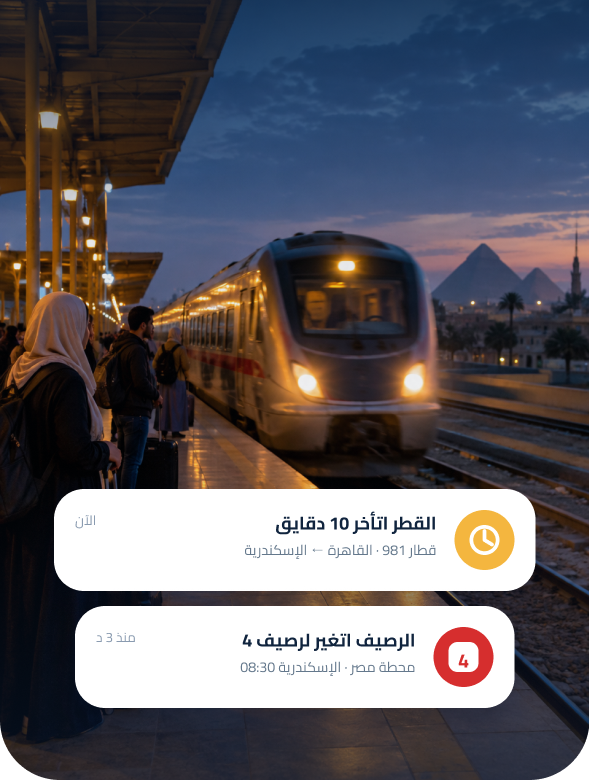 القطر اتأخر 10 دقايق
الآن
قطار 981 · القاهرة ← الإسكندرية
الرصيف اتغير لرصيف 4
منذ 3 د
محطة مصر · الإسكندرية 08:30
4